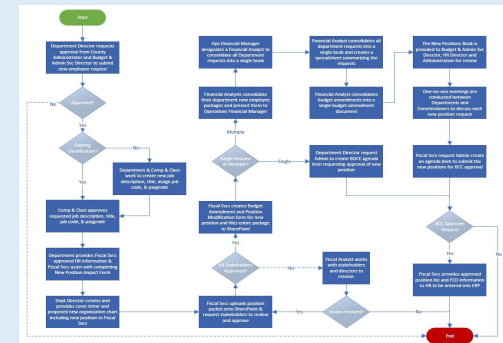 Start
Department Director requests
approval from County
Administrator and Budget &
Admin Svc Director to submit
new employee request
Approved?
No
Yes
Existing
Classification?
No
Yes
Department & Comp & Class
work to create new job
description, title, assign job
code, & paygrade
Comp & Class approves
requested job description, title,
job code, & paygrade
Department provides Fiscal Svcs
approved HR information &
Fiscal Svcs assist with completing
New Position Impact Form
Dept Director creates and
provides cover letter and
proposed new organization chart
including new position to Fiscal
Svcs
Ops Financial Manager
designates a Financial Analyst to
consolidate all Department
requests into a single book
Financial Analysts consolidate
their department new employee
packages and present them to
Operations Financial Manager
Multiple
Single Request
or Multiple?
Single
Fiscal Svcs creates Budget
Amendment and Position
Modification form for new
position and files entire package
to SharePoint
Yes
All Stakeholders
Approved?
No
Fiscal Svcs uploads position
packet onto SharePoint &
request stakeholders to review
and approve
Financial Analyst consolidates all
department requests into a
single book and creates a
spreadsheet summarizing the
requests
Financial Analyst consolidates
budget amendments into a
single budget amendment
document
Department Director request
Admin to create BOCC agenda
item requesting approval of new
position
Fiscal Analyst works
with stakeholders
and directors to
resolve
Issues resolved?
Yes
No
The New Positions Book is
provided to Budget & Admin Svc
Director, HR Director and
Administration for review
One-on-one meetings are
conducted between
Departments and
Commissioners to discuss each
new position request
Fiscal Svcs request Admin create
an agenda item to submit the
new positions for BCC approval
BCC Approves
Request
No
Yes
Fiscal Svcs provides approved
position list and FCD information
to HR to be entered into ERP
End